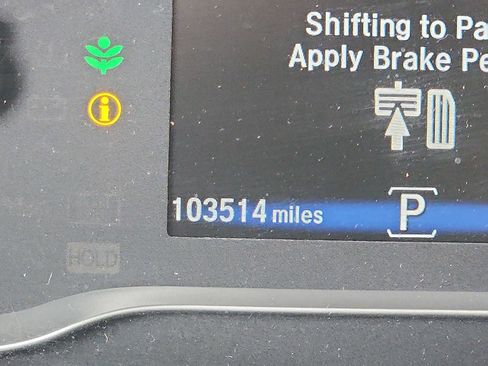 Shifting to Pa
Apply Brake Pe
i
103514 miles
P
HOLD